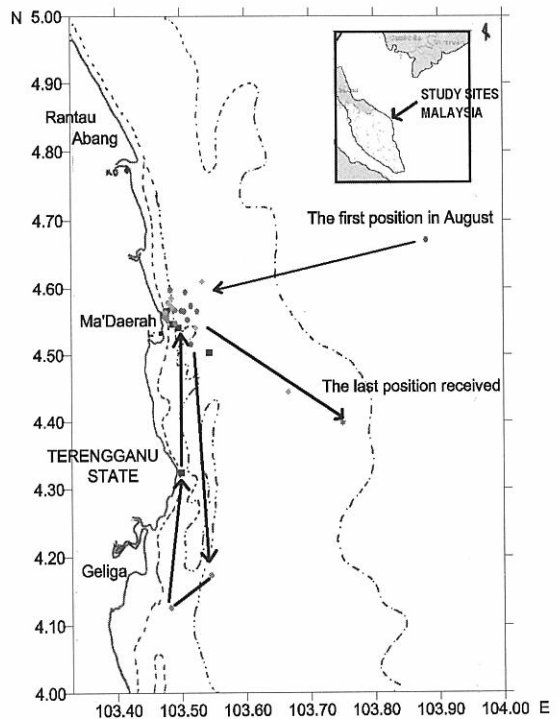 N 5.00
4.90
Rantau
Abang
4.80
4.70
4.60
Ma'Daerah
4.50
4.40
TERENGGANU
STATE
4.30
4.20
Geliga
4.10
4.00
STUDY SITES
MALAYSIA
The first position in August
The last position received
103.40 103.50 103.60 103.70 103.80 103.90 104.00
E